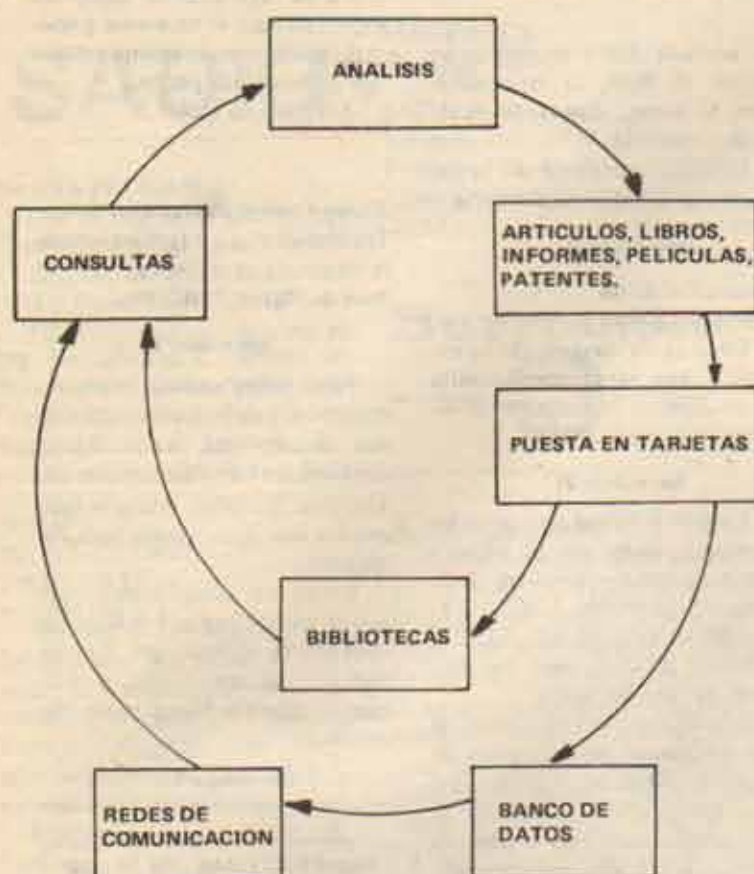 ANALISIS
CONSULTAS
ARTICULOS, LIBROS,
INFORMES, PELICULAS,
PATENTES.
PUESTA EN TARJETAS
BIBLIOTECAS
REDES DE
COMUNICACION
BANCO DE
DATOS